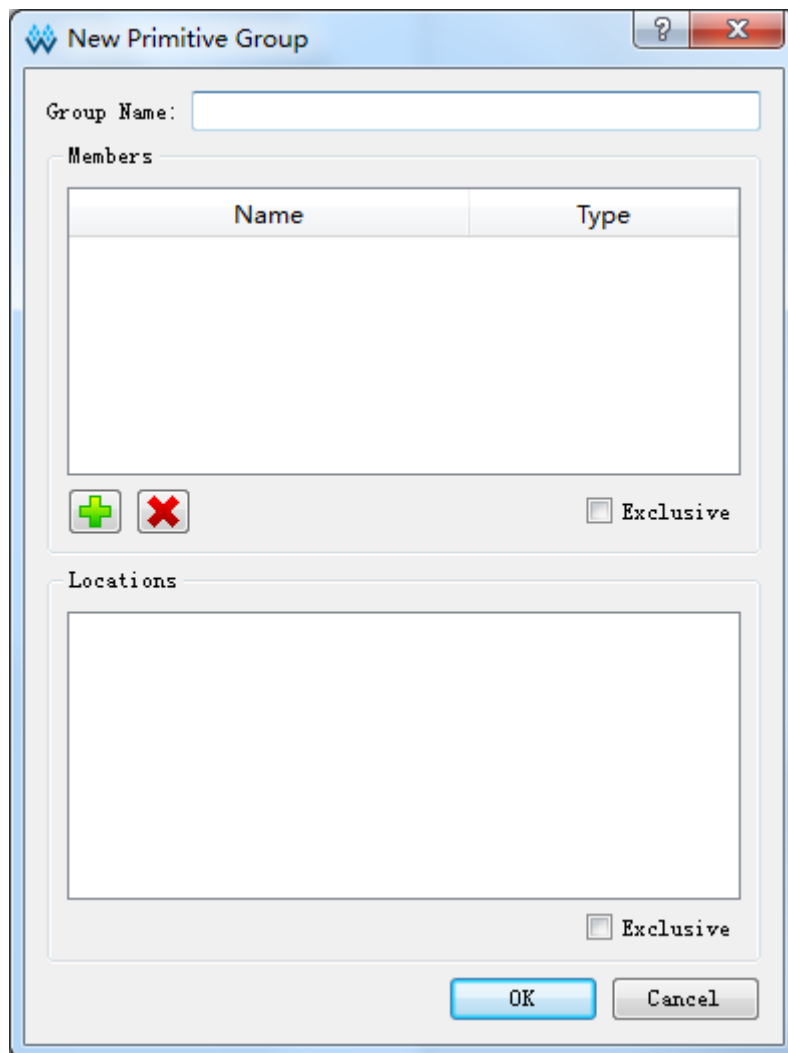 New Primitive Group
Group Name:
Members
Name Type
Exclusive
Locations
Exclusive
OK Cancel